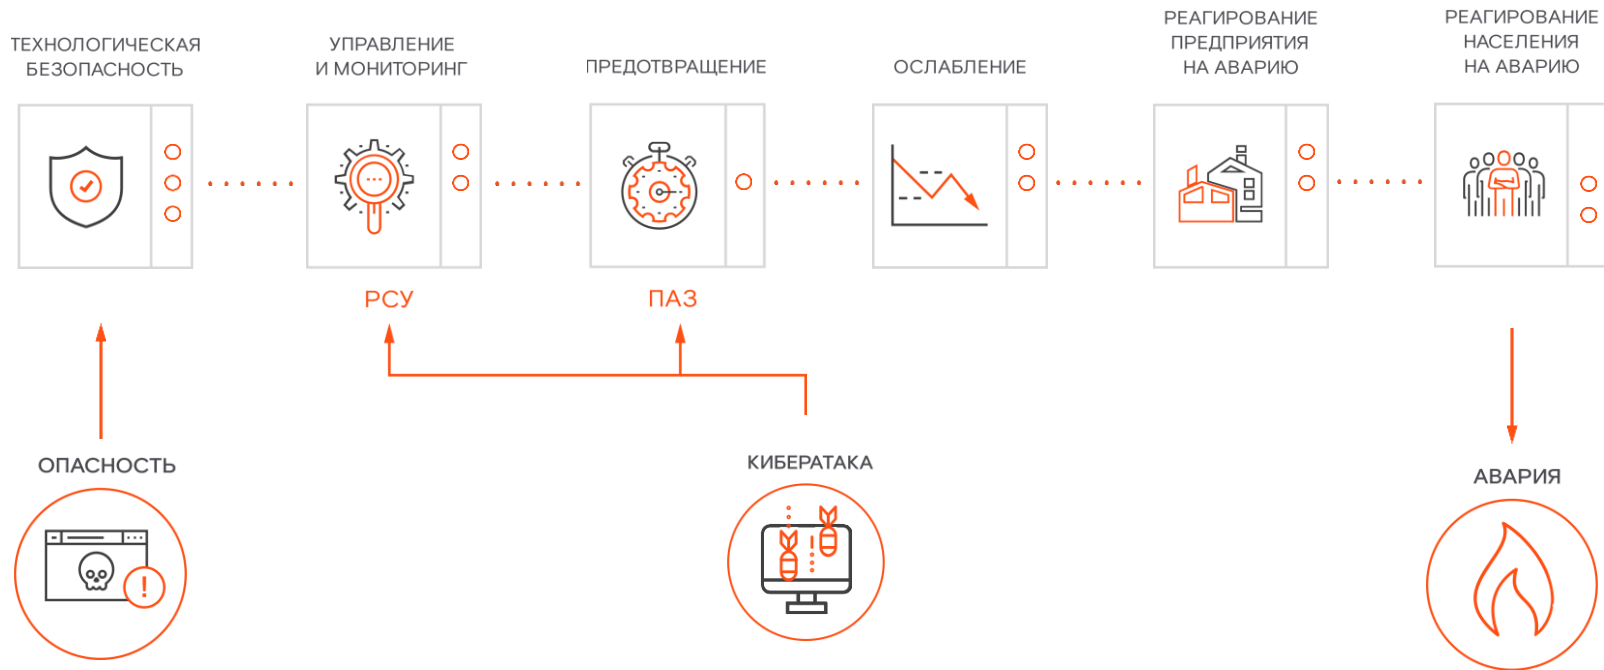 ТЕХНОЛОГИЧЕСКАЯ
БЕЗОПАСНОСТЬ
УПРАВЛЕНИЕ
И МОНИТОРИНГ
ПРЕДОТВРАЩЕНИЕ
ОСЛАБЛЕНИЕ
РЕАГИРОВАНИЕ
ПРЕДПРИЯТИЯ
НА АВАРИЮ
РЕАГИРОВАНИЕ
НАСЕЛЕНИЯ
НА АВАРИЮ
РСУ
ПАЗ
ОПАСНОСТЬ
КИБЕРАТАКА
АВАРИЯ